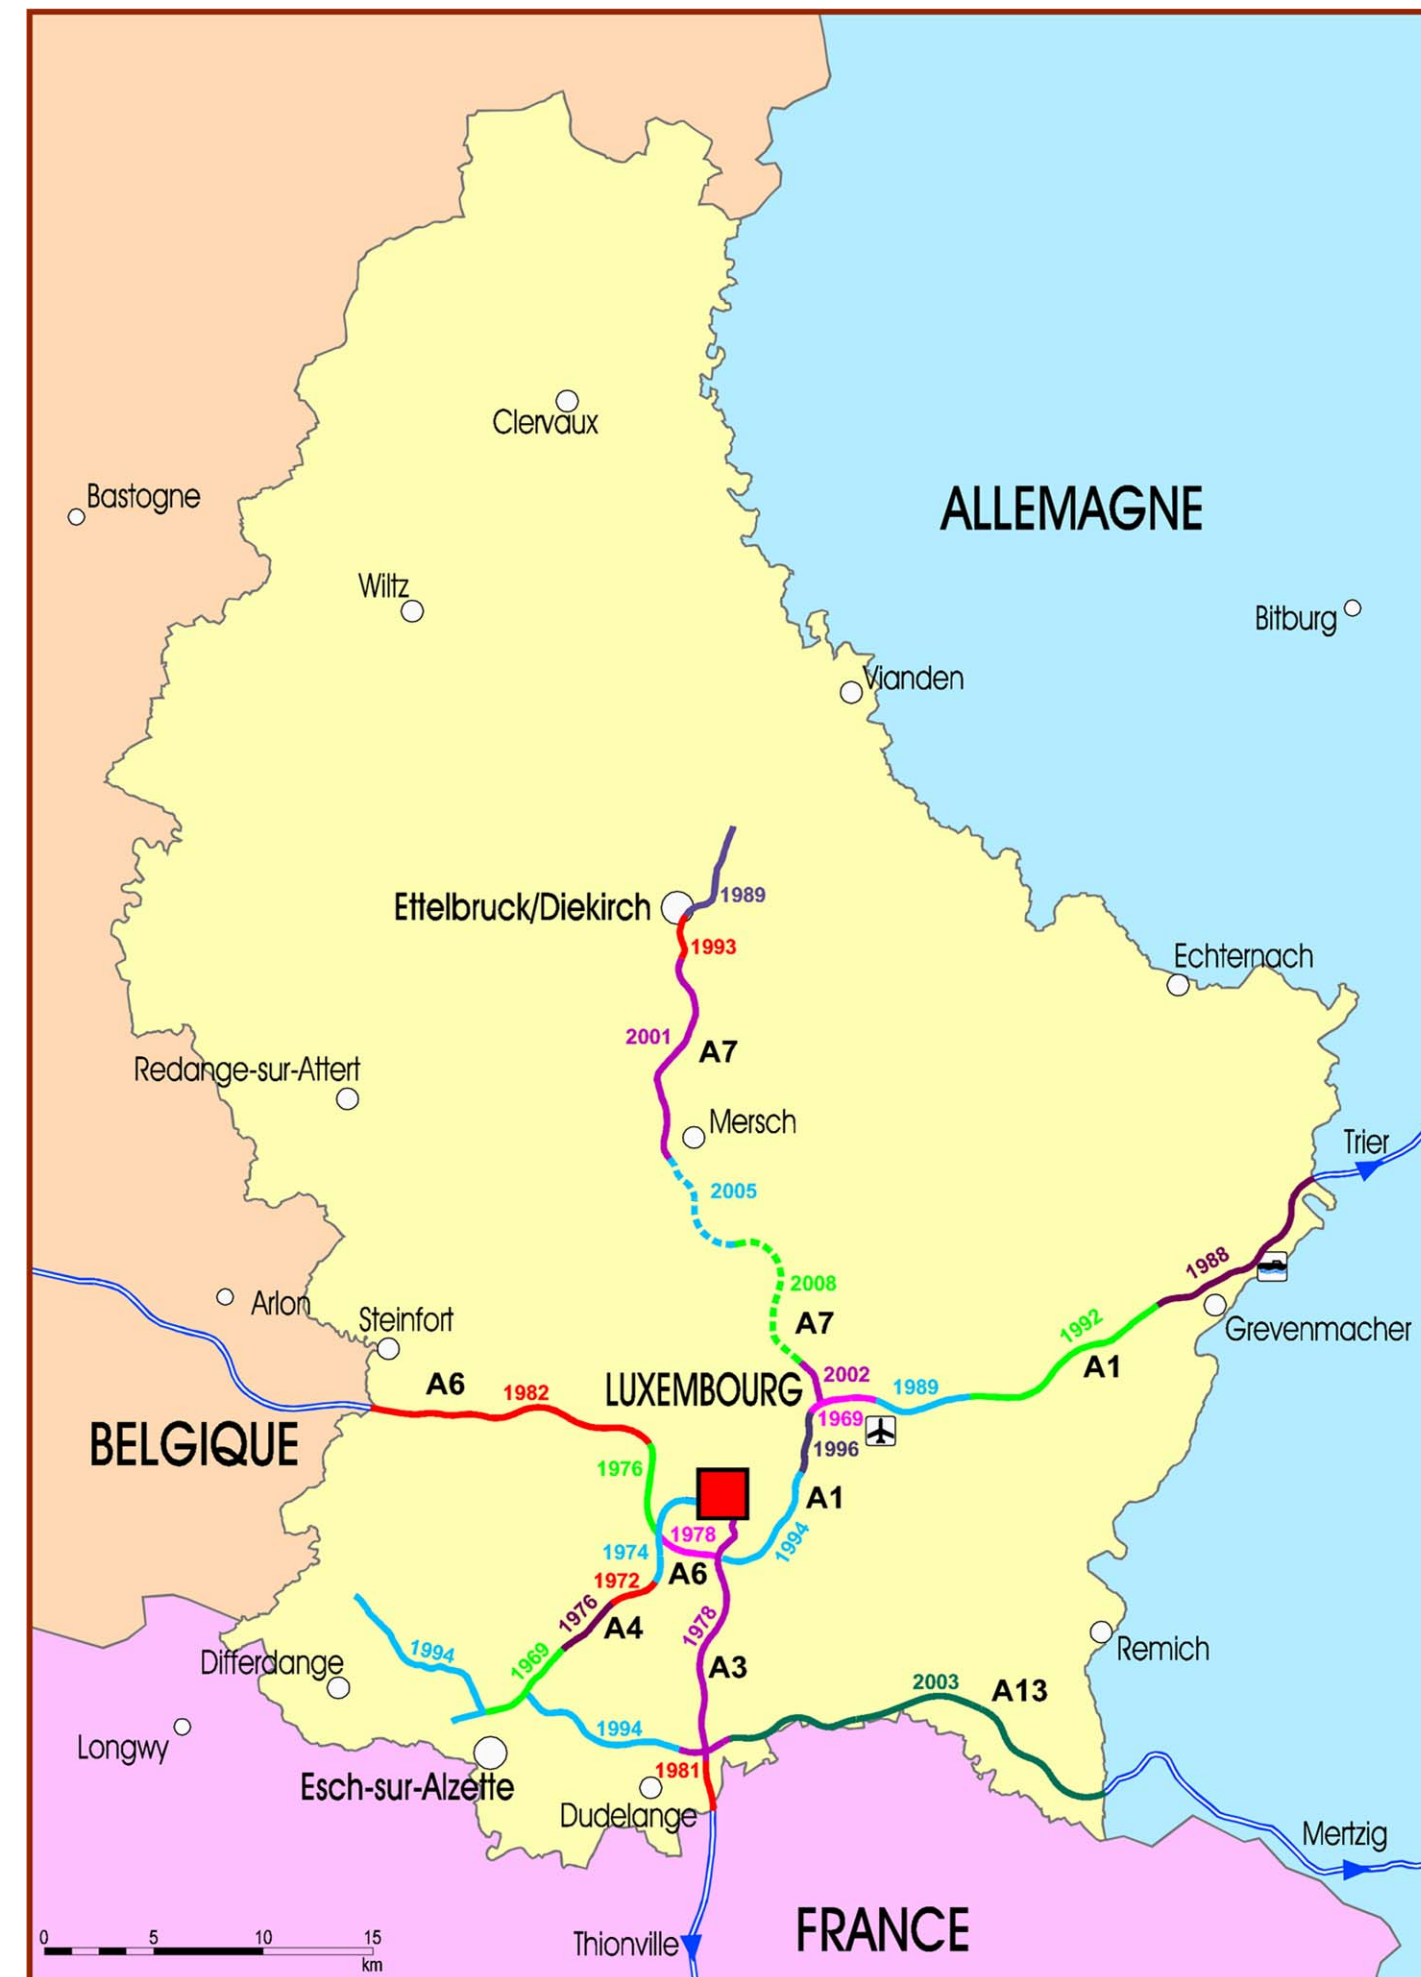 Clervaux
Bastogne
ALLEMAGNE
Wiltz
Bitburg
Vianden
1989
Ettelbruck/Diekirch
1993
Echternach
2001
A7
Redange-sur-Attert
Mersch
Trier
2005
1988
2008
Arlon
Steinfort
A7
1992
Grevenmacher
A1
2002
A6
1982
LUXEMBOURG
1989
1969
BELGIQUE
1996
1976
A1
1978
1994
1974
A6
1972
1976
A4
1978
Remich
1994
1969
Differdange
A3
2003
A13
1994
Longwy
1981
Esch-sur-Alzette
Dudelange
Mertzig
FRANCE
Thionville
0 5 10 15
km